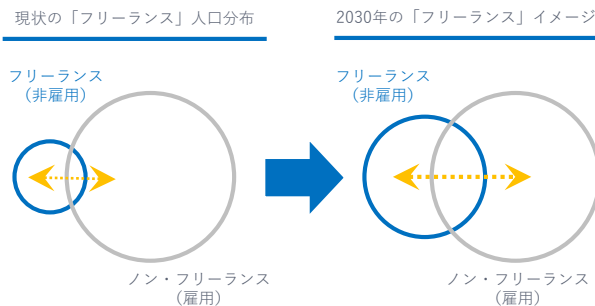 現状の「フリーランス」人口分布
2030年の「フリーランス」イメージ
フリーランス
（非雇用）
フリーランス
（非雇用）
ノン・フリーランス
（雇用）
ノン・フリーランス
（雇用）